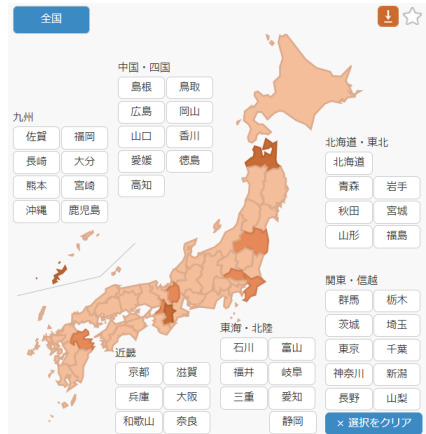 全国
中国・四国
島根 鳥取
広島 岡山
山口 香川
愛媛 徳島
高知
九州
佐賀 福岡
長崎 大分
熊本 宮崎
沖縄 鹿児島
北海道・東北
北海道
青森 岩手
秋田 宮城
山形 福島
関東・信越
群馬 栃木
茨城 埼玉
東京 千葉
神奈川 新潟
長野 山梨
東海・北陸
石川 富山
福井 岐阜
三重 愛知
静岡
近畿
京都 滋賀
兵庫 大阪
和歌山 奈良
× 選択をクリア